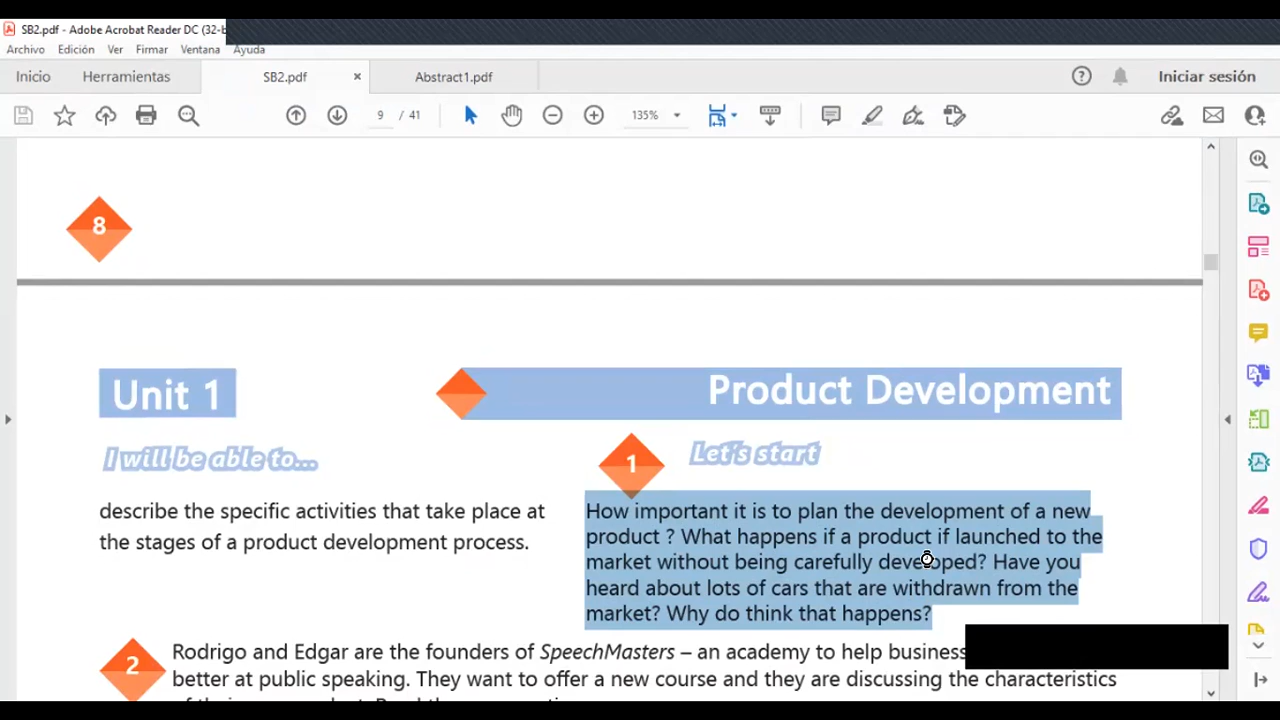 SB2.pdf - Adobe Acrobat Reader DC (32-b
Archivo Edición Ver Firmar Ventana Ayuda
Inicio Herramientas SB2.pdf × Abstract1.pdf Iniciar sesión
9 / 41 135%
8
Unit 1 Product Development
I will be able to...
1 Let's start
describe the specific activities that take place at
the stages of a product development process.
How important it is to plan the development of a new
product ? What happens if a product if launched to the
market without being carefully developed? Have you
heard about lots of cars that are withdrawn from the
market? Why do think that happens?
2 Rodrigo and Edgar are the founders of SpeechMasters – an academy to help business
better at public speaking. They want to offer a new course and they are discussing the characteristics